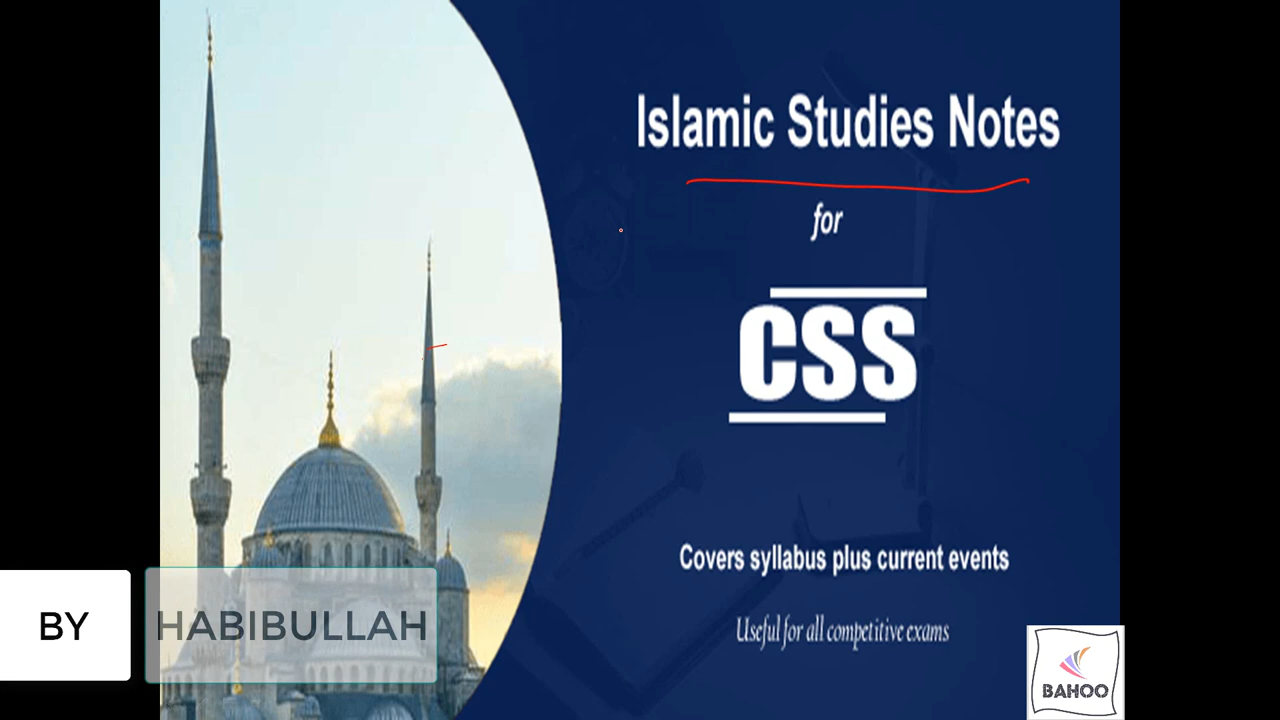 Islamic Studies Notes
for
CSS
Covers syllabus plus current events
Useful for all competitive exams
BY HABIBULLAH
BAHOO